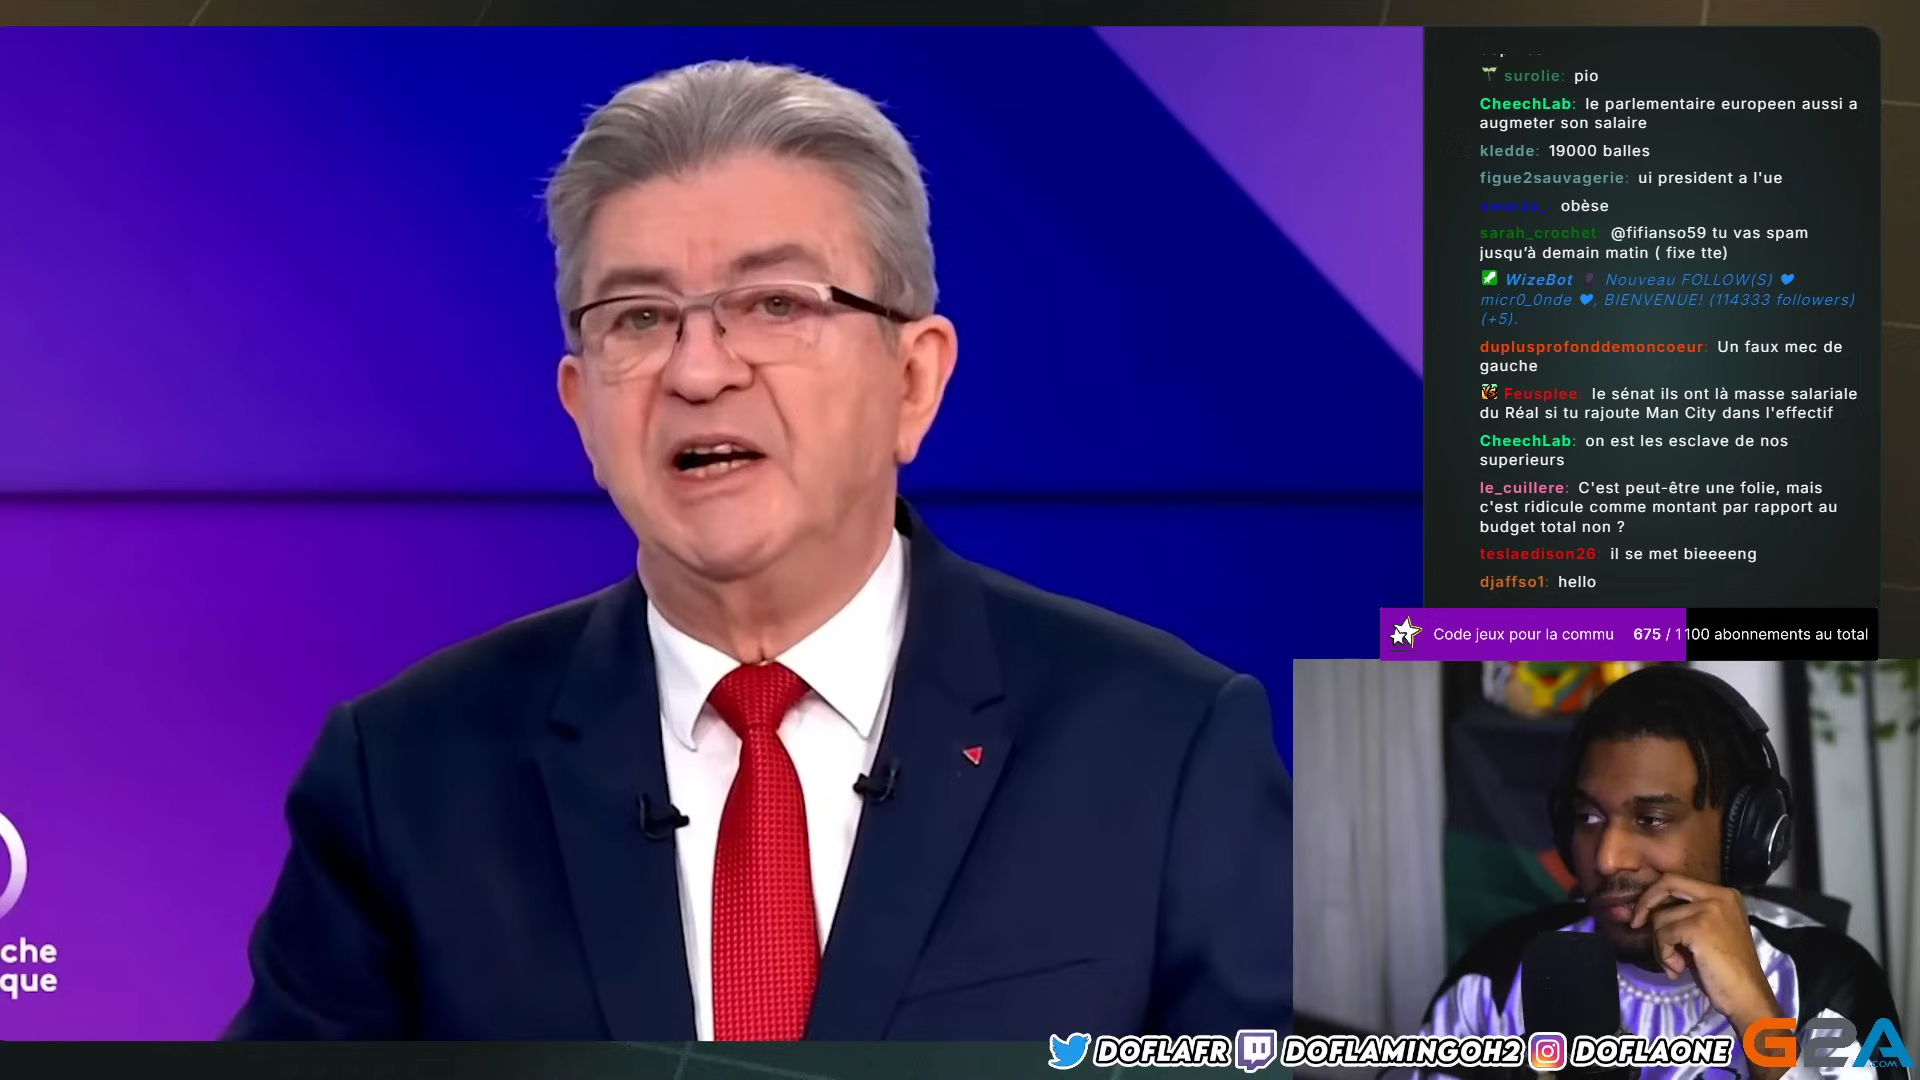 surolie: pio
CheechLab: le parlementaire europeen aussi a
augmeter son salaire
kledde: 19000 balles
figue2sauvagerie: ui president a l'ue
obèse
sarah_crochet: @fifianso59 tu vas spam
jusqu'à demain matin ( fixe tte)
WizeBot Nouveau FOLLOW(S)
micr0_0nde , BIENVENUE! (114333 followers)
(+5).
duplusprofonddemoncoeur: Un faux mec de
gauche
Feusplee: le sénat ils ont là masse salariale
du Réal si tu rajoute Man City dans l'effectif
CheechLab: on est les esclave de nos
superieurs
le_cuillere: C'est peut-être une folie, mais
c'est ridicule comme montant par rapport au
budget total non ?
teslaedison26: il se met bieeeeng
djaffso1: hello
Code jeux pour la commu 675 / 1100 abonnements au total
che
que
DOFLAFR DOFLAMINGOH2 DOFLAONE
G2A
.COM